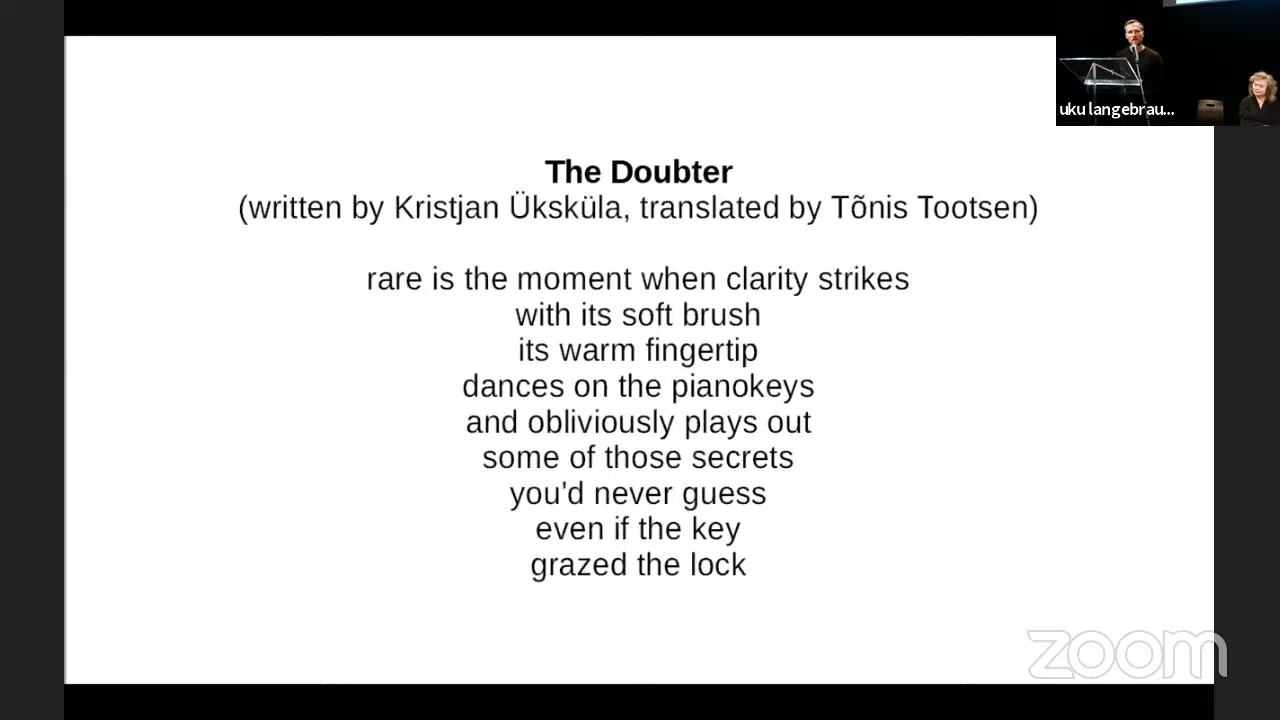 uku langebrau...
The Doubter
(written by Kristjan Üksküla, translated by Tõnis Tootsen)
rare is the moment when clarity strikes
with its soft brush
its warm fingertip
dances on the pianokeys
and obliviously plays out
some of those secrets
you'd never guess
even if the key
grazed the lock
zoom